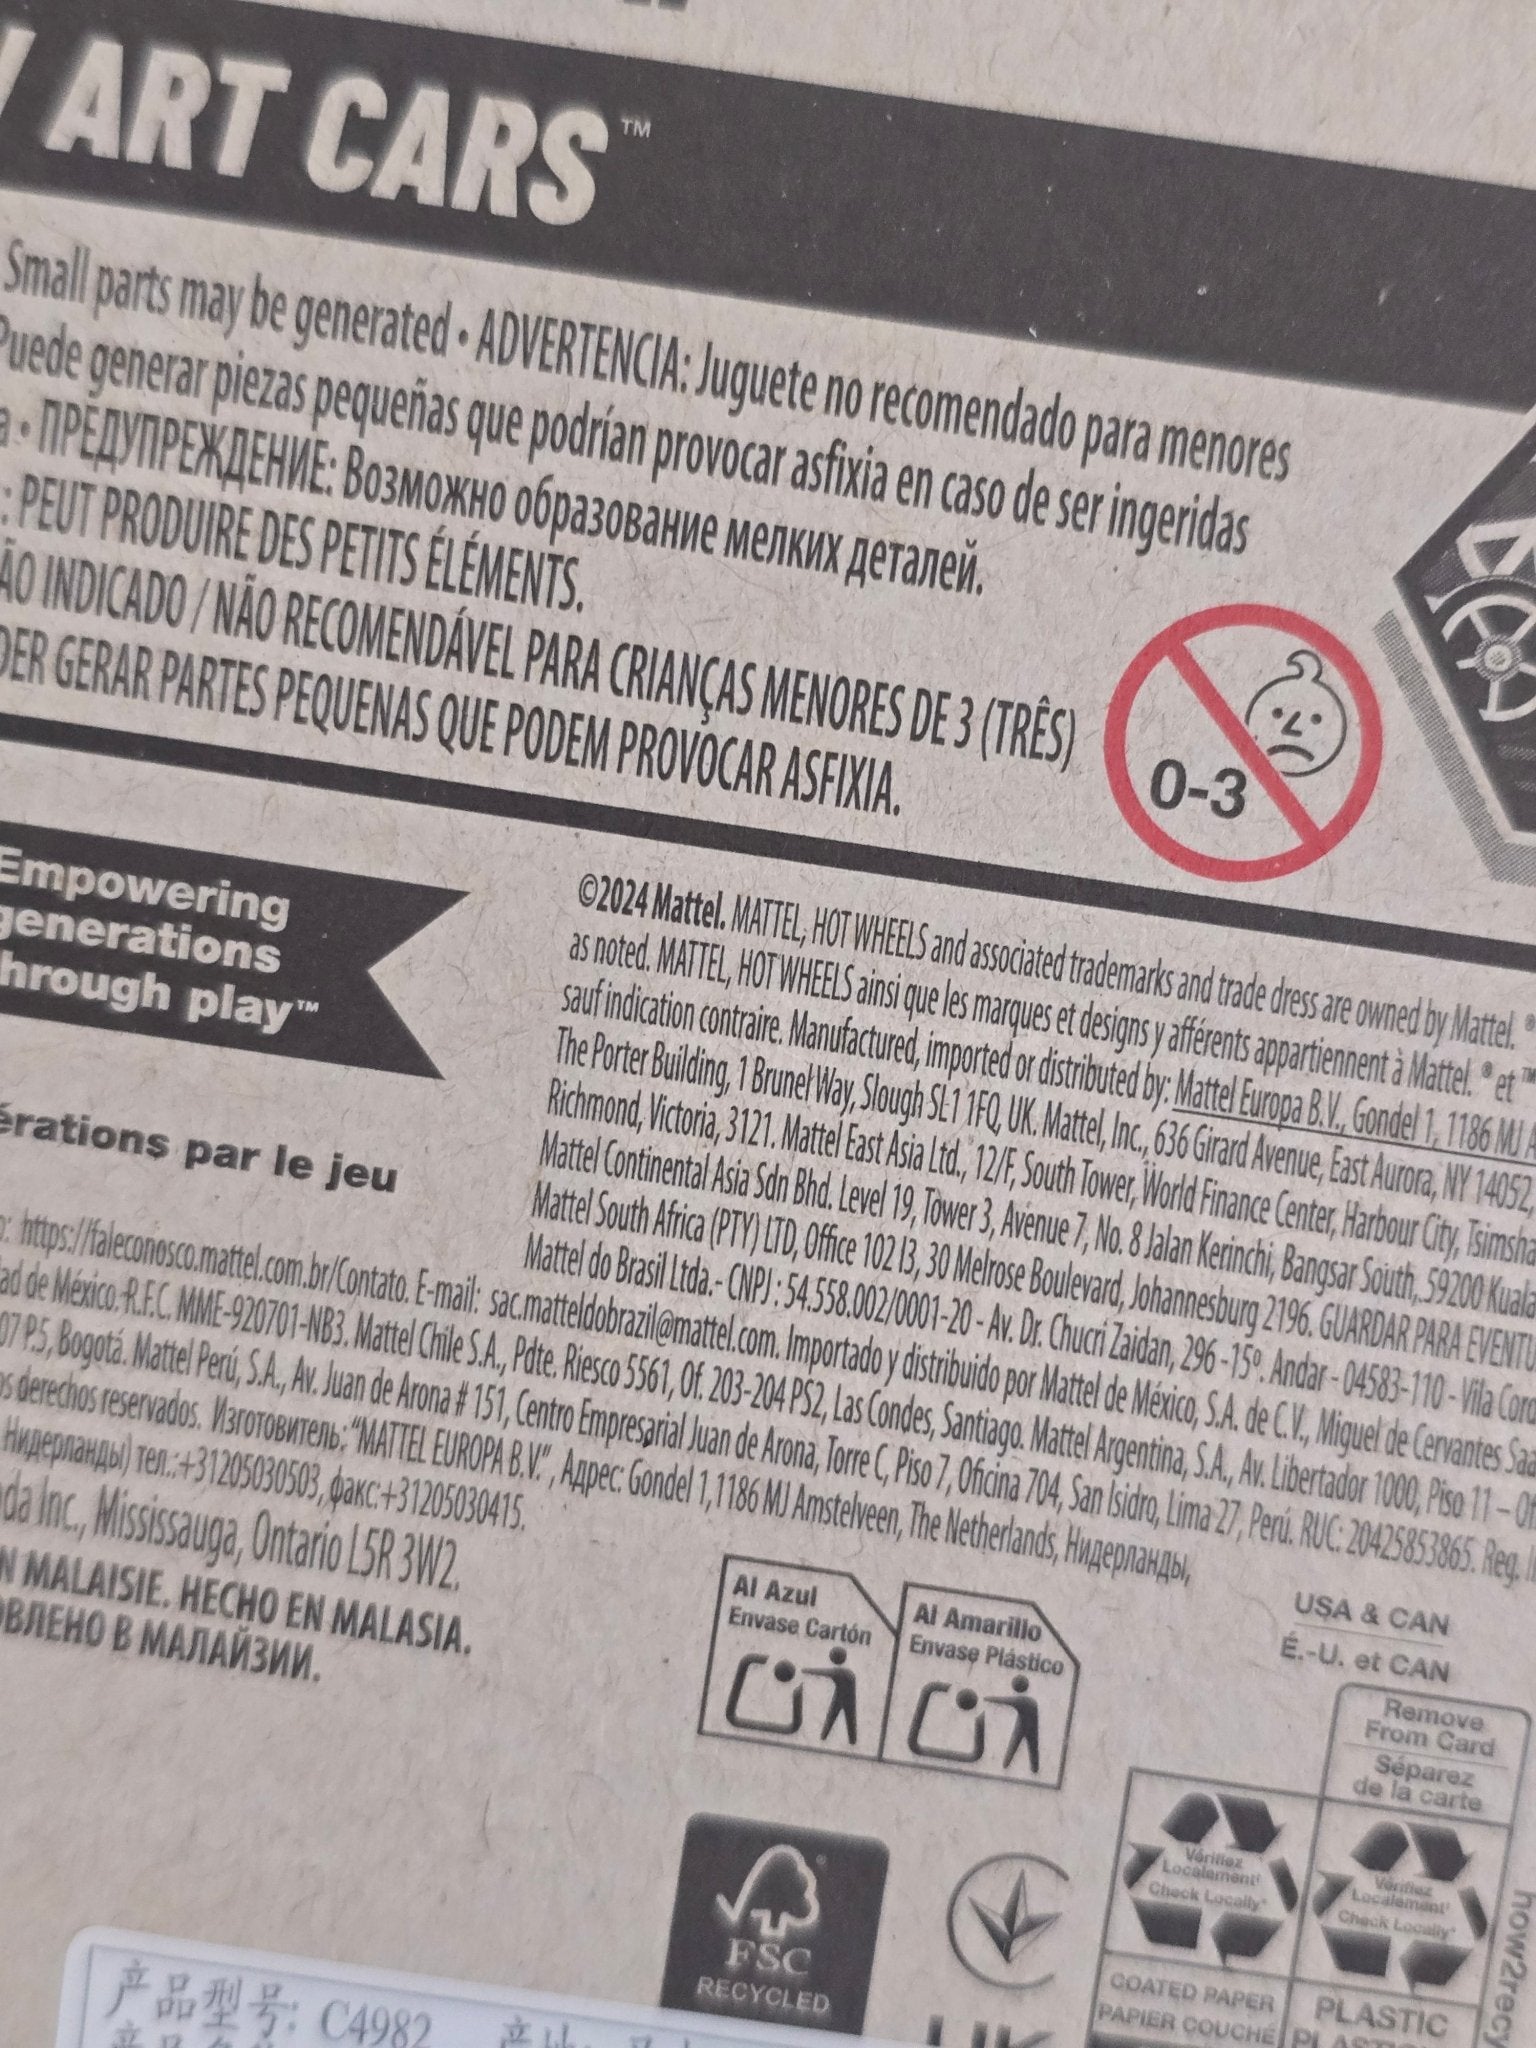 ART CARS™
Small parts may be generated • ADVERTENCIA: Juguete no recomendado para menores
Puede generar piezas pequeñas que podrían provocar asfixia en caso de ser ingeridas
a • ПРЕДУПРЕЖДЕНИЕ: Возможно образование мелких деталей.
: PEUT PRODUIRE DES PETITS ÉLÉMENTS.
ÃO INDICADO / NÃO RECOMENDÁVEL PARA CRIANÇAS MENORES DE 3 (TRÊS)
DER GERAR PARTES PEQUENAS QUE PODEM PROVOCAR ASFIXIA.
0-3
Empowering
generations
through play™
érations par le jeu
©2024 Mattel. MATTEL, HOT WHEELS and associated trademarks and trade dress are owned by Mattel. ®
as noted. MATTEL, HOT WHEELS ainsi que les marques et designs y afférents appartiennent à Mattel. ® et ™
sauf indication contraire. Manufactured, imported or distributed by: Mattel Europa B.V., Gondel 1, 1186 MJ A
The Porter Building, 1 Brunel Way, Slough SL1 1FQ, UK. Mattel, Inc., 636 Girard Avenue, East Aurora, NY 14052,
Richmond, Victoria, 3121. Mattel East Asia Ltd., 12/F, South Tower, World Finance Center, Harbour City, Tsimsha
Mattel Continental Asia Sdn Bhd. Level 19, Tower 3, Avenue 7, No. 8 Jalan Kerinchi, Bangsar South, 59200 Kuala
Mattel South Africa (PTY) LTD, Office 102 I3, 30 Melrose Boulevard, Johannesburg 2196. GUARDAR PARA EVENTU
Mattel do Brasil Ltda.- CNPJ : 54.558.002/0001-20 - Av. Dr. Chucri Zaidan, 296 -15º. Andar - 04583-110 - Vila Cord
o: https://faleconosco.mattel.com.br/Contato. E-mail: sac.matteldobrazil@mattel.com. Importado y distribuido por Mattel de México, S.A. de C.V., Miguel de Cervantes Saa
ad de México. R.F.C. MME-920701-NB3. Mattel Chile S.A., Pdte. Riesco 5561, Of. 203-204 PS2, Las Condes, Santiago. Mattel Argentina, S.A., Av. Libertador 1000, Piso 11 – Of
07 P.5, Bogotá. Mattel Perú, S.A., Av. Juan de Arona # 151, Centro Empresarial Juan de Arona, Torre C, Piso 7, Oficina 704, San Isidro, Lima 27, Perú. RUC: 20425853865. Reg. I
os derechos reservados. Изготовитель: "MATTEL EUROPA B.V.", Адрес: Gondel 1,1186 MJ Amstelveen, The Netherlands, Нидерланды,
Нидерланды) тел.:+31205030503, факс:+31205030415.
da Inc., Mississauga, Ontario L5R 3W2.
N MALAISIE. HECHO EN MALASIA.
ОВЛЕНО В МАЛАЙЗИИ.
Al Azul
Envase Cartón
Al Amarillo
Envase Plástico
USA & CAN
É.-U. et CAN
Remove
From Card
Séparez
de la carte
Vérifiez
Localement
Check Locally*
Vérifiez
Localement
Check Locally*
COATED PAPER
PAPIER COUCHÉ
PLASTIC
how2recy
FSC
RECYCLED
UK
产品型号: C4982